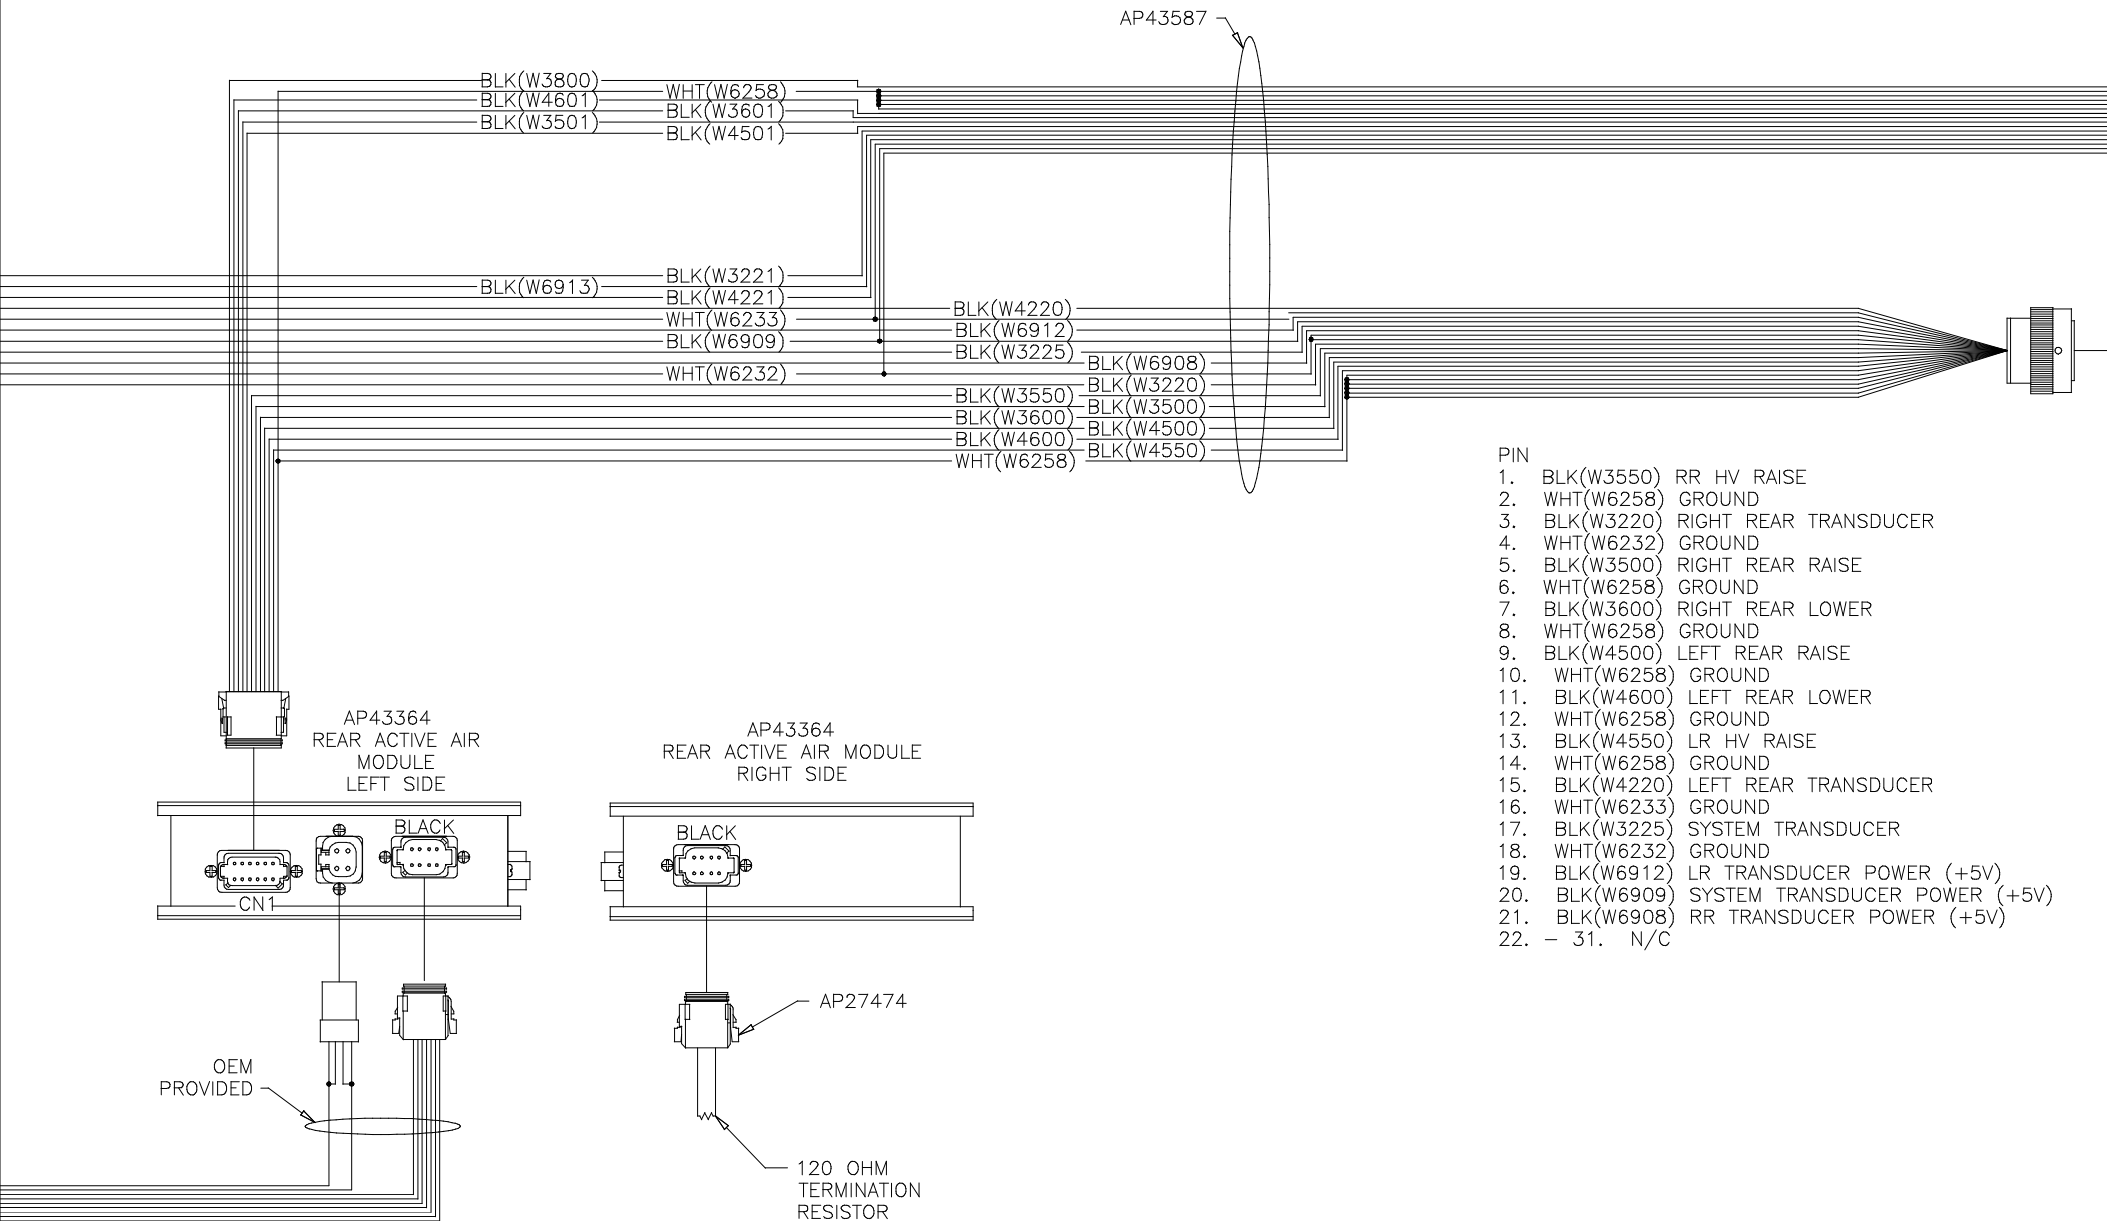 AP43587
BLK(W3800)
WHT(W6258)
BLK(W4601)
BLK(W3601)
BLK(W3501)
BLK(W4501)
BLK(W3221)
BLK(W6913)
BLK(W4221)
BLK(W4220)
WHT(W6233)
BLK(W6912)
BLK(W6909)
BLK(W3225)
BLK(W6908)
WHT(W6232)
BLK(W3220)
BLK(W3550)
BLK(W3500)
BLK(W3600)
BLK(W4500)
BLK(W4600)
BLK(W4550)
WHT(W6258)
PIN
1. BLK(W3550) RR HV RAISE
2. WHT(W6258) GROUND
3. BLK(W3220) RIGHT REAR TRANSDUCER
4. WHT(W6232) GROUND
5. BLK(W3500) RIGHT REAR RAISE
6. WHT(W6258) GROUND
7. BLK(W3600) RIGHT REAR LOWER
8. WHT(W6258) GROUND
9. BLK(W4500) LEFT REAR RAISE
10. WHT(W6258) GROUND
11. BLK(W4600) LEFT REAR LOWER
12. WHT(W6258) GROUND
13. BLK(W4550) LR HV RAISE
14. WHT(W6258) GROUND
15. BLK(W4220) LEFT REAR TRANSDUCER
16. WHT(W6233) GROUND
17. BLK(W3225) SYSTEM TRANSDUCER
18. WHT(W6232) GROUND
19. BLK(W6912) LR TRANSDUCER POWER (+5V)
20. BLK(W6909) SYSTEM TRANSDUCER POWER (+5V)
21. BLK(W6908) RR TRANSDUCER POWER (+5V)
22. – 31. N/C
AP43364
REAR ACTIVE AIR
MODULE
LEFT SIDE
BLACK
CN1
AP43364
REAR ACTIVE AIR MODULE
RIGHT SIDE
BLACK
AP27474
OEM
PROVIDED
120 OHM
TERMINATION
RESISTOR